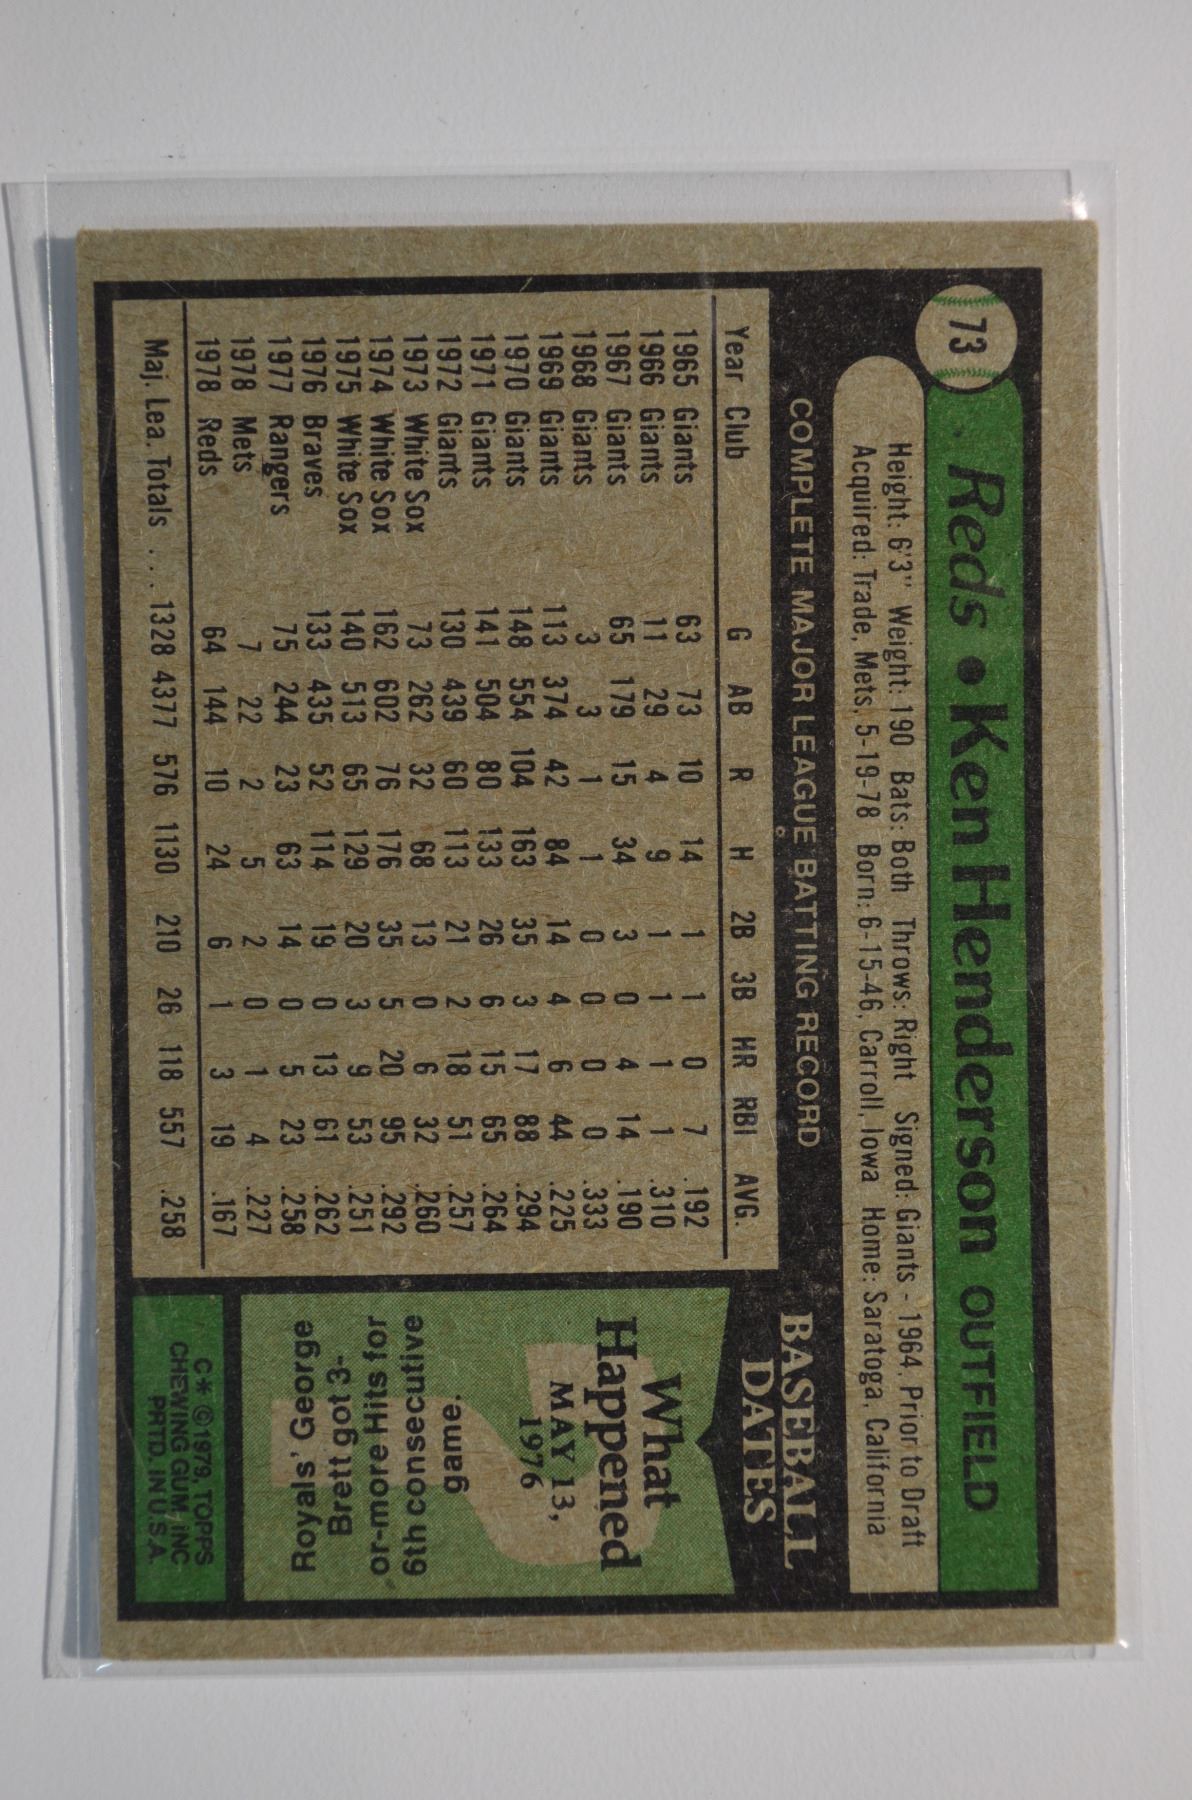 73
Reds • Ken Henderson OUTFIELD
Height: 6'3" Weight: 190 Bats: Both Throws: Right Signed: Giants - 1964, Prior to Draft
Acquired: Trade, Mets, 5-19-78 Born: 6-15-46, Carroll, Iowa Home: Saratoga, California
COMPLETE MAJOR LEAGUE BATTING RECORD
Year Club G AB R H 2B 3B HR RBI AVG.
1965 Giants 63 73 10 14 1 1 0 7 .192
1966 Giants 11 29 4 9 1 1 1 1 .310
1967 Giants 65 179 15 34 3 0 4 14 .190
1968 Giants 3 3 1 1 0 0 0 0 .333
1969 Giants 113 374 42 84 14 4 6 44 .225
1970 Giants 148 554 104 163 35 3 17 88 .294
1971 Giants 141 504 80 133 26 6 15 65 .264
1972 Giants 130 439 60 113 21 2 18 51 .257
1973 White Sox 73 262 32 68 13 0 6 32 .260
1974 White Sox 162 602 76 176 35 5 20 95 .292
1975 White Sox 140 513 65 129 20 3 9 53 .251
1976 Braves 133 435 52 114 19 0 13 61 .262
1977 Rangers 75 244 23 63 14 0 5 23 .258
1978 Mets 7 22 2 5 2 0 1 4 .227
1978 Reds 64 144 10 24 6 1 3 19 .167
Maj. Lea. Totals . . . 1328 4377 576 1130 210 26 118 557 .258
BASEBALL
DATES
What
Happened
MAY 13,
1976
Royals' George
Brett got 3-
or-more Hits for
6th consecutive
game.
C* ©1979, TOPPS
CHEWING GUM, INC
PRTD. IN U.S.A.